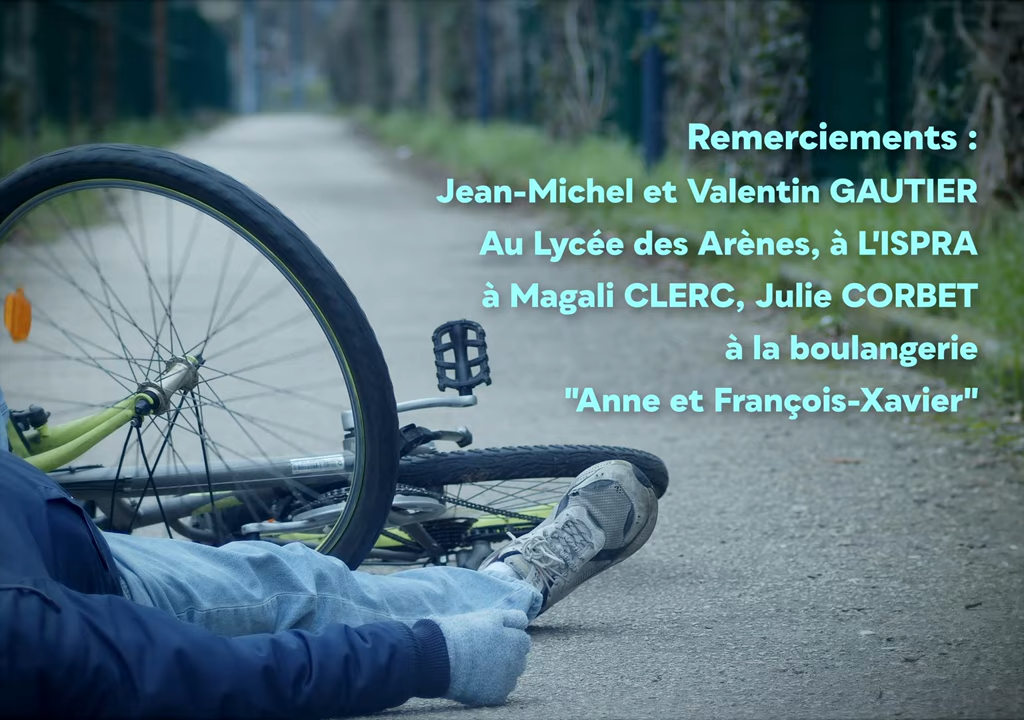 Remerciements :
Jean-Michel et Valentin GAUTIER
Au Lycée des Arènes, à L'ISPRA
à Magali CLERC, Julie CORBET
à la boulangerie
"Anne et François-Xavier"